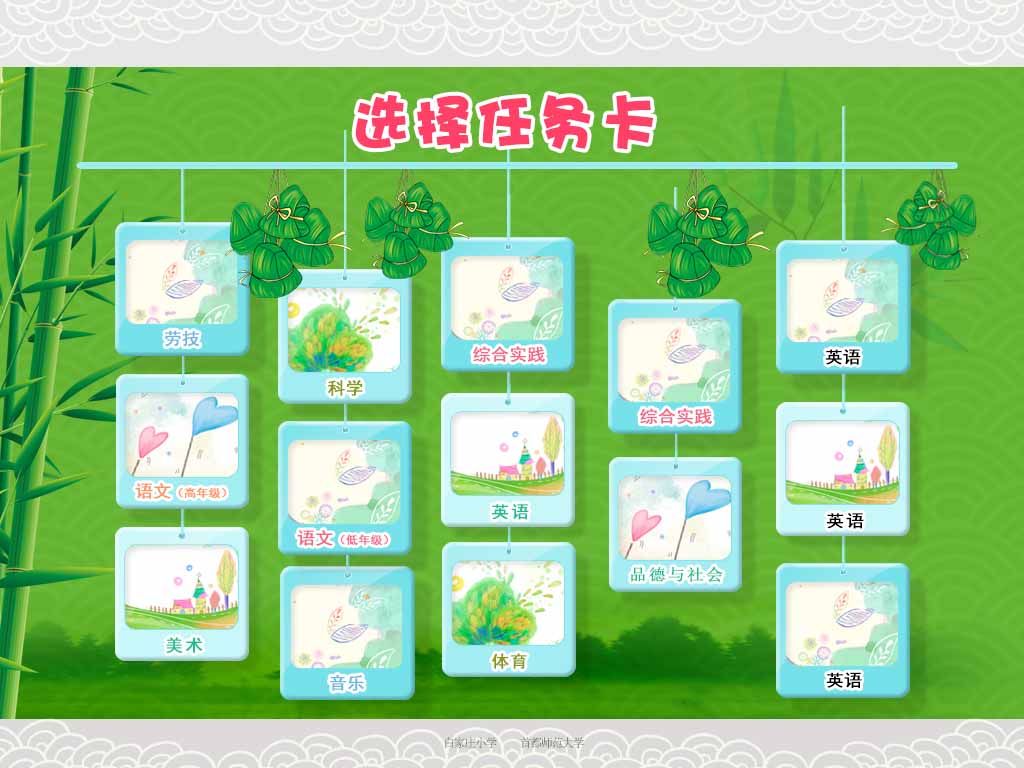 选择任务卡
劳技
语文（高年级）
美术
科学
语文（低年级）
音乐
综合实践
英语
体育
综合实践
品德与社会
英语
英语
英语
白家庄小学 首都师范大学